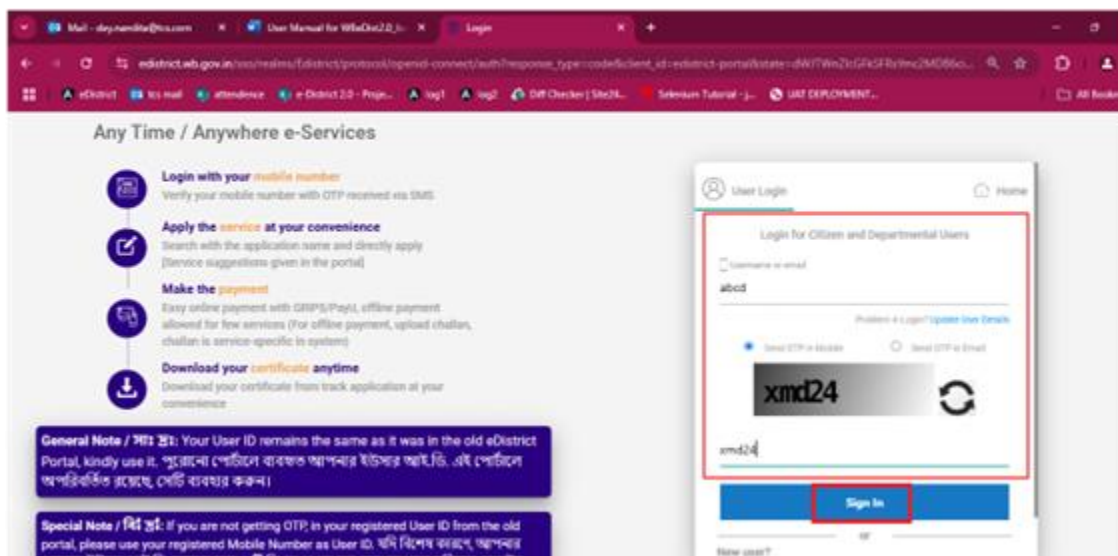 Mail - dey.nandita@tcs.com
User Manual for WBeDist2.0_
Login
eDistrict
tcs mail
attendence
e-District 2.0 - Proje...
log1
log2
Diff Checker | Site24...
Selenium Tutorial - j...
UAT DEPLOYMENT...
Any Time / Anywhere e-Services
Login with your mobile number
Verify your mobile number with OTP received via SMS
Apply the service at your convenience
Search with the application name and directly apply
[Service suggestions given in the portal]
Make the payment
Easy online payment with GRIPS/PayU, offline payment
allowed for few services (For offline payment, upload challan,
challan is service-specific in system)
Download your certificate anytime
Download your certificate from track application at your
convenience
General Note / সাঃ দ্রঃ: Your User ID remains the same as it was in the old eDistrict
Portal, kindly use it. পুরোনো পোর্টালে ব্যবহৃত আপনার ইউসার আই.ডি. এই পোর্টালে
অপরিবর্তিত রয়েছে, সেটি ব্যবহার করুন।
Special Note / বিঃ দ্রঃ: If you are not getting OTP, in your registered User ID from the old
portal, please use your registered Mobile Number as User ID. যদি বিশেষ কারণে, আপনার
User Login
Home
Login for Citizen and Departmental Users
Username or email
abcd
Problem in Login? Update User Details
Send OTP in Mobile
Send OTP in Email
xmd24
xmd24
Sign In
or
New user?